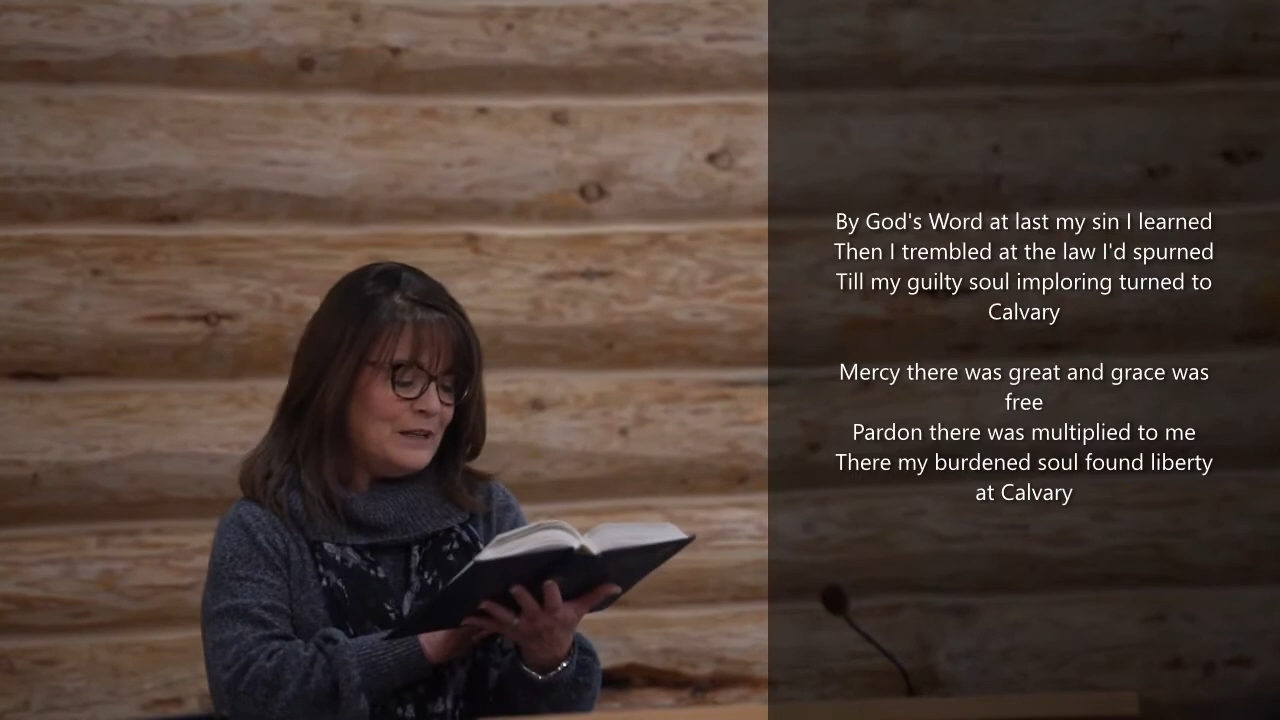 By God's Word at last my sin I learned
Then I trembled at the law I'd spurned
Till my guilty soul imploring turned to
Calvary
Mercy there was great and grace was
free
Pardon there was multiplied to me
There my burdened soul found liberty
at Calvary